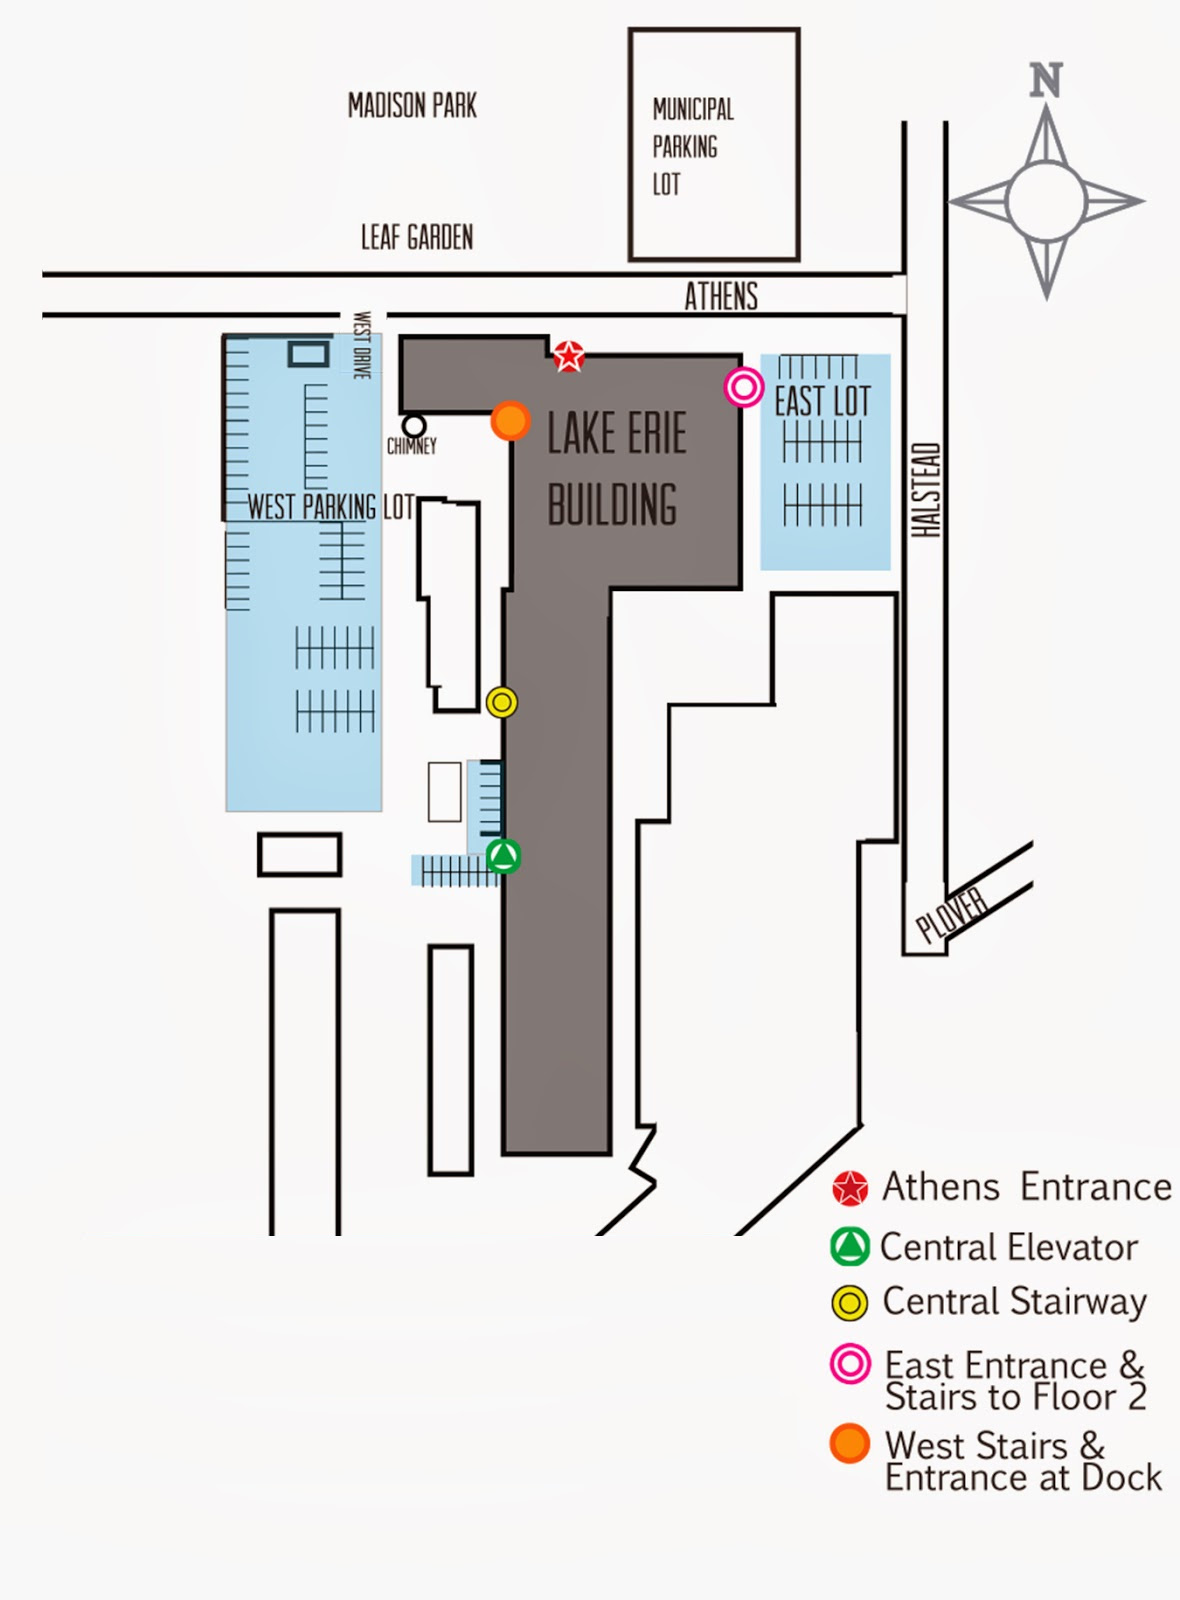 N
MADISON PARK
MUNICIPAL
PARKING
LOT
LEAF GARDEN
ATHENS
WEST DRIVE
EAST LOT
LAKE ERIE
BUILDING
CHIMNEY
WEST PARKING LOT
HALSTEAD
PLOVER
Athens Entrance
Central Elevator
Central Stairway
East Entrance &
Stairs to Floor 2
West Stairs &
Entrance at Dock